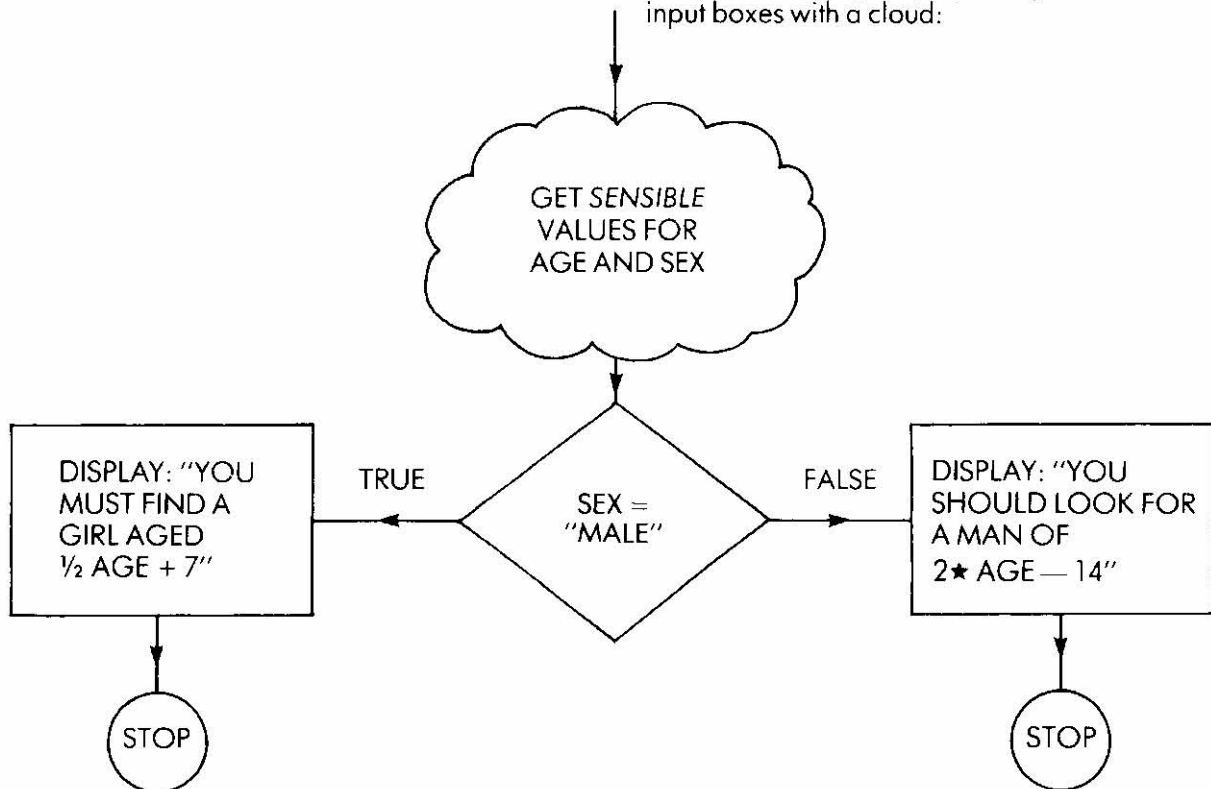 input boxes with a cloud:
GET SENSIBLE
VALUES FOR
AGE AND SEX
DISPLAY: "YOU
MUST FIND A
GIRL AGED
½ AGE + 7"
TRUE
SEX =
"MALE"
FALSE
DISPLAY: "YOU
SHOULD LOOK FOR
A MAN OF
2★ AGE — 14"
STOP
STOP